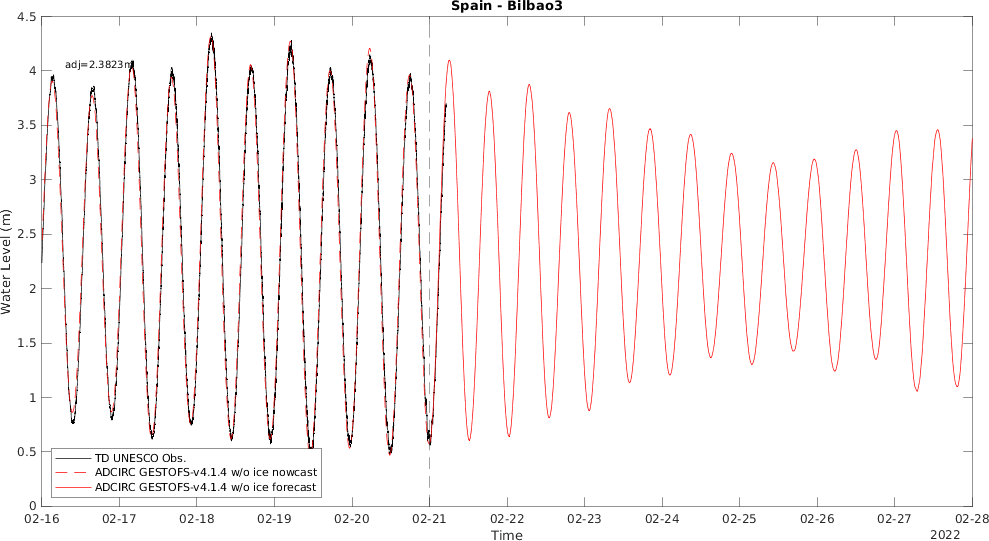 Spain - Bilbao3
4.5
4
3.5
3
2.5
2
1.5
1
0.5
0
Water Level (m)
adj=2.3823m
TD UNESCO Obs.
ADCIRC GESTOFS-v4.1.4 w/o ice nowcast
ADCIRC GESTOFS-v4.1.4 w/o ice forecast
02-16 02-17 02-18 02-19 02-20 02-21 02-22 02-23 02-24 02-25 02-26 02-27 02-28
Time
2022